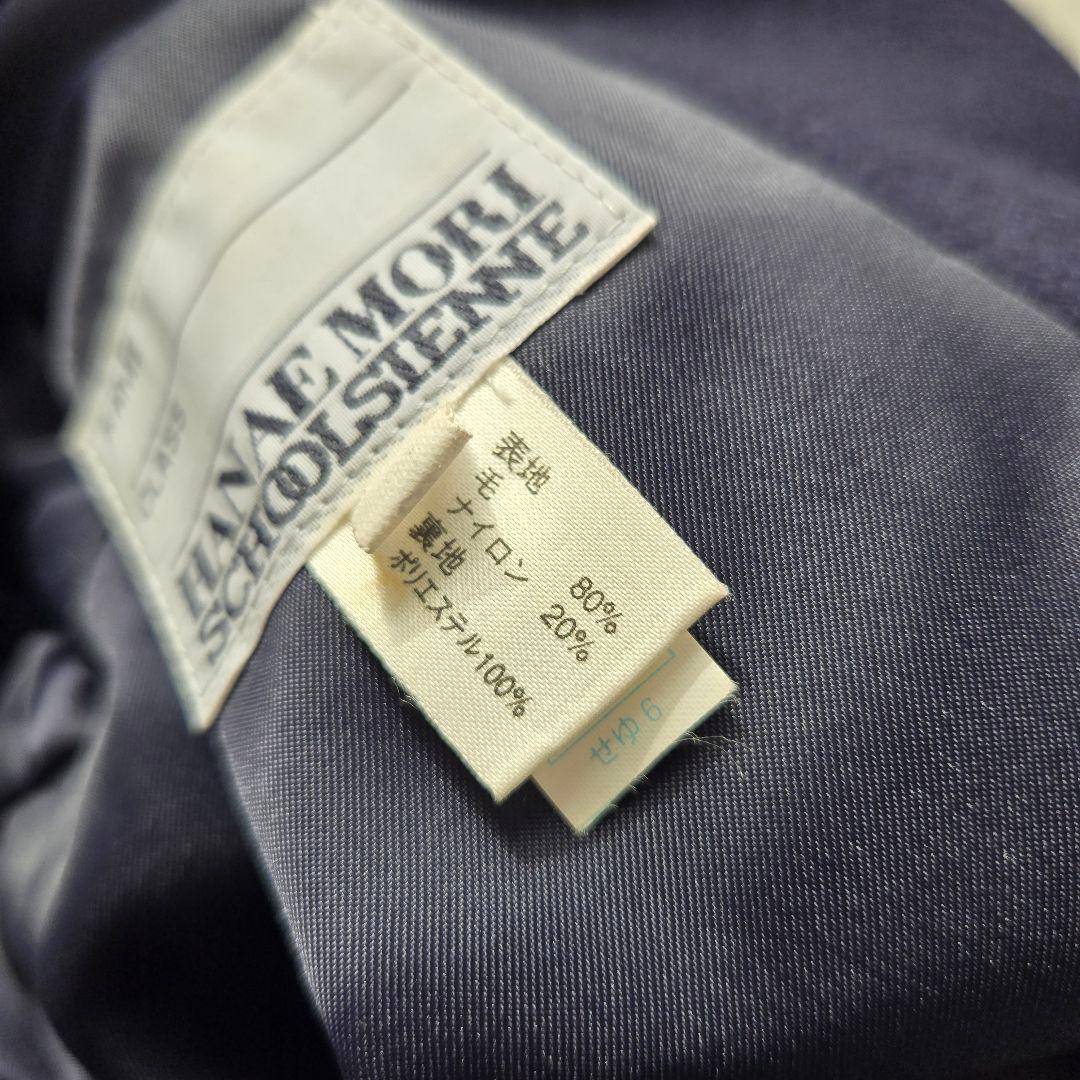 HANAE MORI
SCHOOLSIENNE
CLASS
表地
毛 80%
ナイロン 20%
裏地
ポリエステル100%
せゆ6